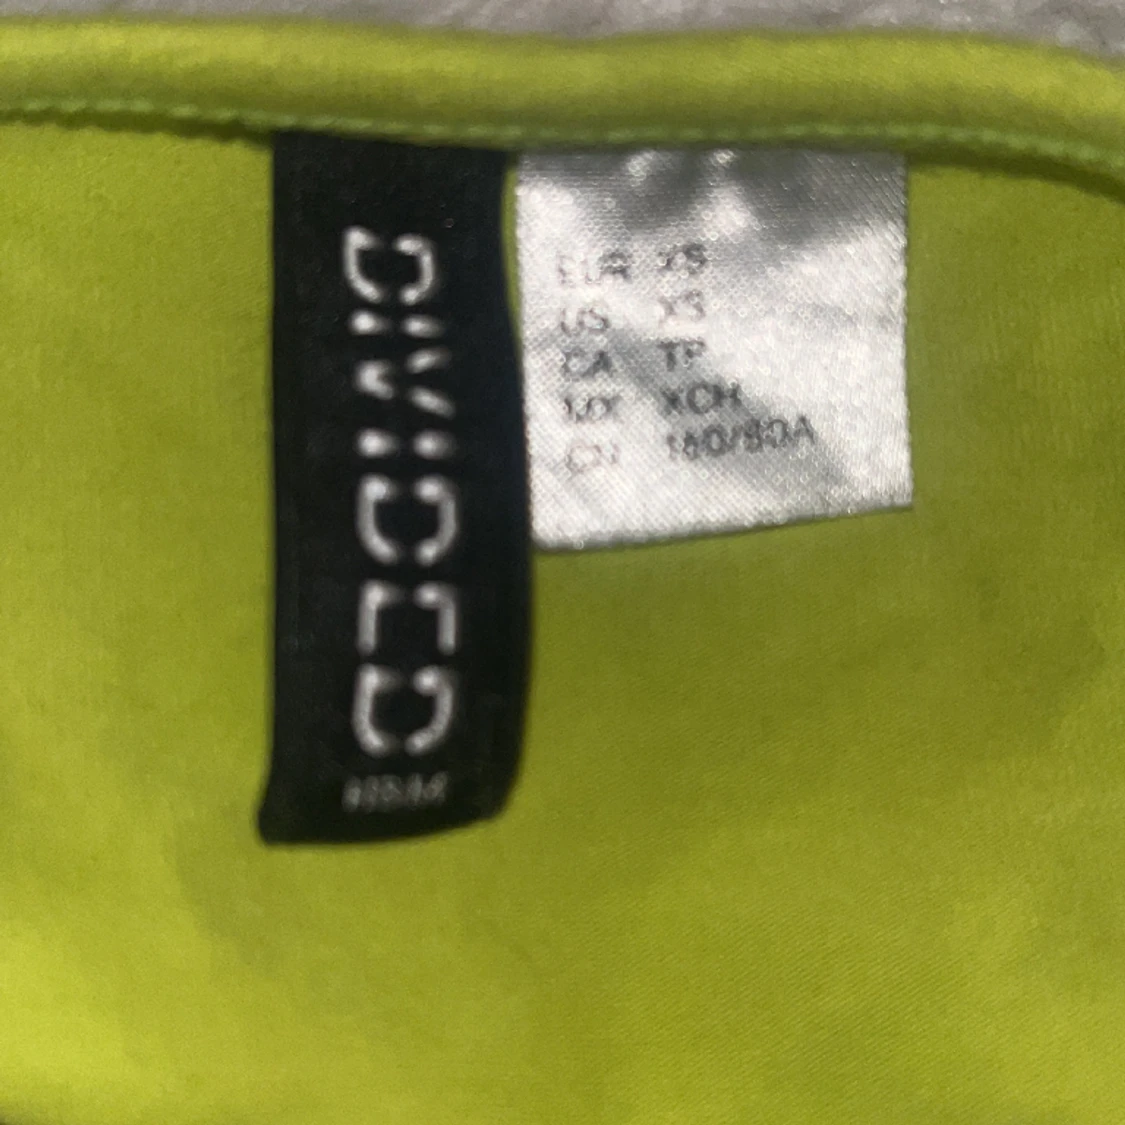 DIVIDED
H&M
EUR XS
US XS
CA TP
MX XCH
CN 160/80A